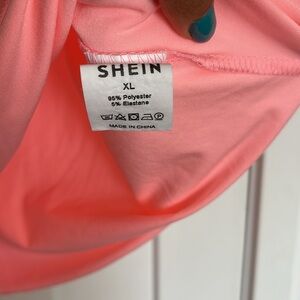 SHEIN
XL
95% Polyester
5% Elastane
MADE IN CHINA